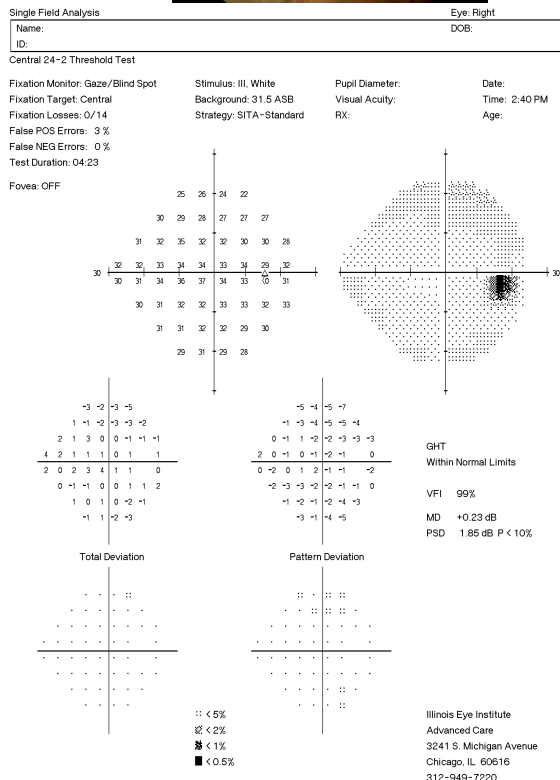 Single Field Analysis Eye: Right
Name: DOB:
ID:
Central 24-2 Threshold Test
Fixation Monitor: Gaze/Blind Spot Stimulus: III, White Pupil Diameter: Date:
Fixation Target: Central Background: 31.5 ASB Visual Acuity: Time: 2:40 PM
Fixation Losses: 0/14 Strategy: SITA-Standard RX: Age:
False POS Errors: 3 %
False NEG Errors: 0 %
Test Duration: 04:23
Fovea: OFF
25 26 24 22
30 29 28 27 27 27
31 32 35 32 32 30 30 28
30 32 32 33 34 34 33 34 29 32 30
30 31 34 36 37 34 33 <0 31
30 31 32 32 33 33 32 33
31 31 32 32 29 30
29 31 29 28
-3 -2 -3 -5
1 -1 -2 -3 -3 -2
2 1 3 0 0 -1 -1 -1
4 2 1 1 1 0 1 1
2 0 2 3 4 1 1 0
0 -1 -1 0 0 1 1 2
1 0 1 0 -2 -1
-1 1 -2 -3
-5 -4 -5 -7
-1 -3 -4 -5 -5 -4
0 -1 1 -2 -2 -3 -3 -3
2 0 -1 0 -1 -2 -1 0
0 -2 0 1 2 -1 -1 -2
-2 -3 -3 -2 -2 -1 -1 0
-1 -2 -1 -2 -4 -3
-3 -1 -4 -5
GHT
Within Normal Limits
VFI 99%
MD +0.23 dB
PSD 1.85 dB P < 10%
Total Deviation Pattern Deviation
< 5%
< 2%
< 1%
< 0.5%
Illinois Eye Institute
Advanced Care
3241 S. Michigan Avenue
Chicago, IL 60616
312-949-7220